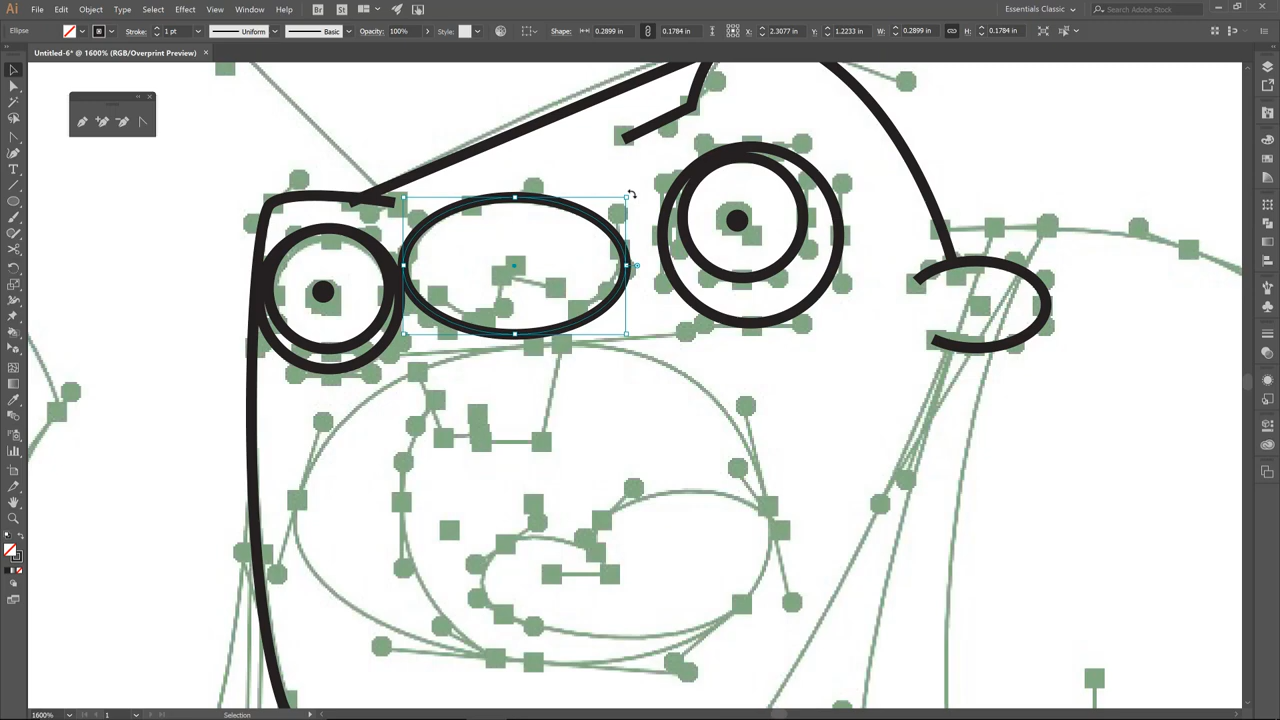 Ai File Edit Object Type Select Effect View Window Help Br St Essentials Classic Search Adobe Stock
Ellipse Stroke: 1 pt Uniform Basic Opacity: 100% Style: Shape: 0.2899 in 0.1784 in X: 2.3077 in Y: 1.2233 in W: 0.2899 in H: 0.1784 in
Untitled-6* @ 1600% (RGB/Overprint Preview) ×
1600% 1 Selection